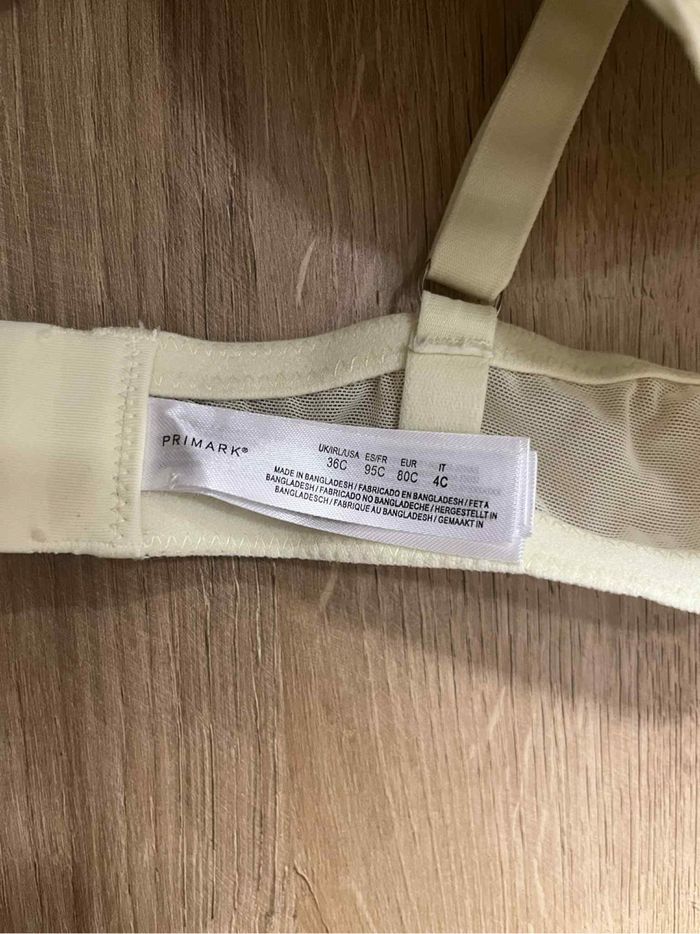 PRIMARK®
UK/IRL/USA ES/FR EUR IT
36C 95C 80C 4C
MADE IN BANGLADESH / FABRICADO EN BANGLADESH / FET A
BANGLADESH / FABRICADO NO BANGLADECHE / HERGESTELLT IN
BANGLADESCH / FABRIQUE AU BANGLADESH / GEMAAKT IN